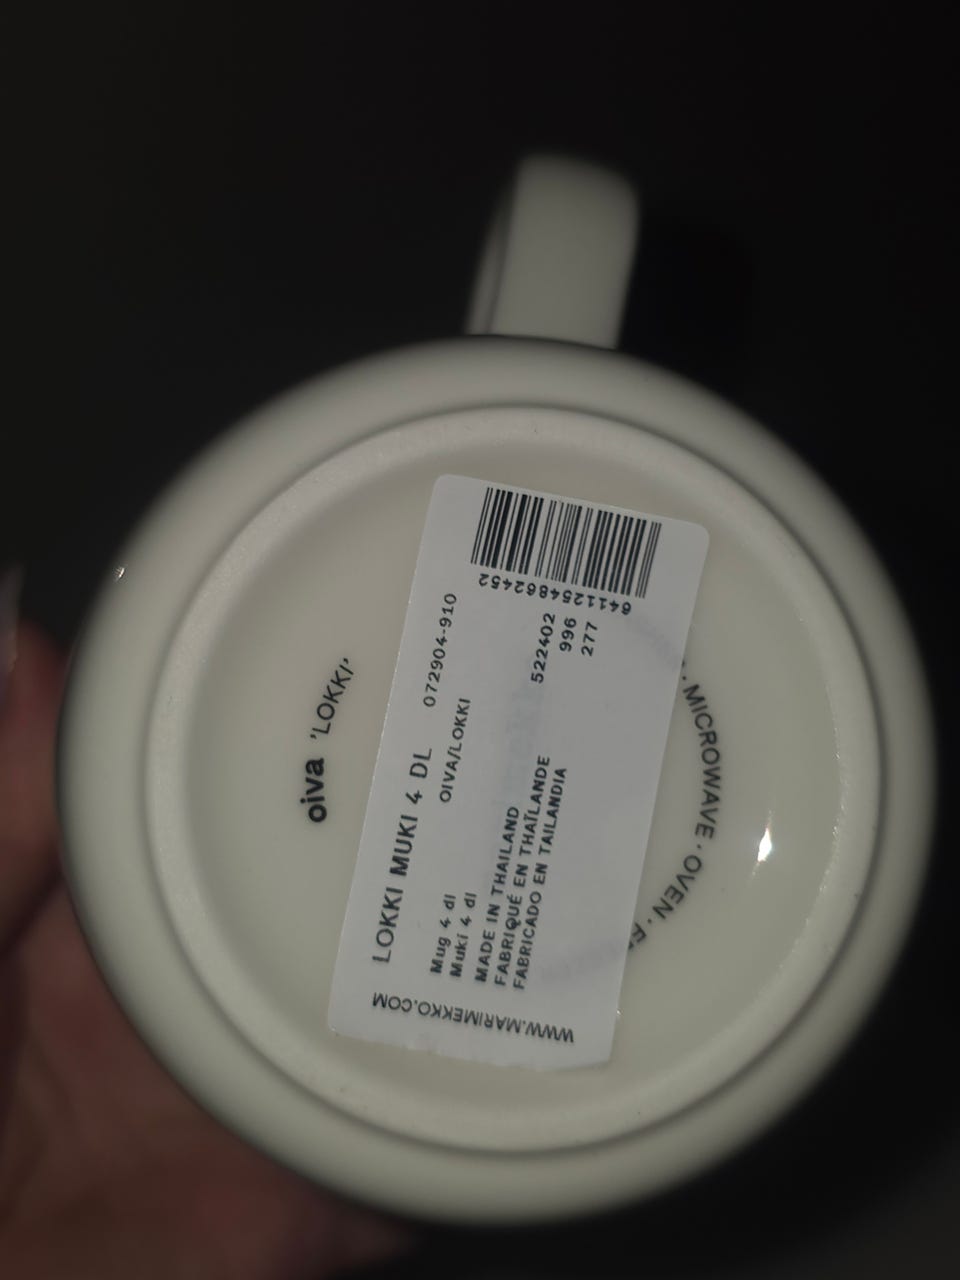 oiva 'LOKKI'
LOKKI MUKI 4 DL 072904-910
OIVA/LOKKI
Mug 4 dl
Muki 4 dl
MADE IN THAILAND
FABRIQUÉ EN THAÏLANDE
FABRICADO EN TAILANDIA
522402
996
277
6411254862452
WWW.MARIMEKKO.COM
· MICROWAVE · OVEN ·